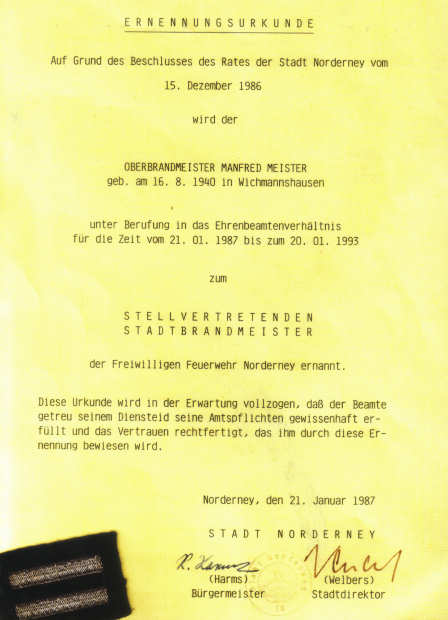 ERNENNUNGSURKUNDE
Auf Grund des Beschlusses des Rates der Stadt Norderney vom
15. Dezember 1986
wird der
OBERBRANDMEISTER MANFRED MEISTER
geb. am 16. 8. 1940 in Wichmannshausen
unter Berufung in das Ehrenbeamtenverhältnis
für die Zeit vom 21. 01. 1987 bis zum 20. 01. 1993
zum
STELLVERTRETENDEN
STADTBRANDMEISTER
der Freiwilligen Feuerwehr Norderney ernannt.
Diese Urkunde wird in der Erwartung vollzogen, daß der Beamte
getreu seinem Diensteid seine Amtspflichten gewissenhaft er-
füllt und das Vertrauen rechtfertigt, das ihm durch diese Er-
nennung bewiesen wird.
Norderney, den 21. Januar 1987
STADT NORDERNEY
(Harms) (Welbers)
Bürgermeister Stadtdirektor